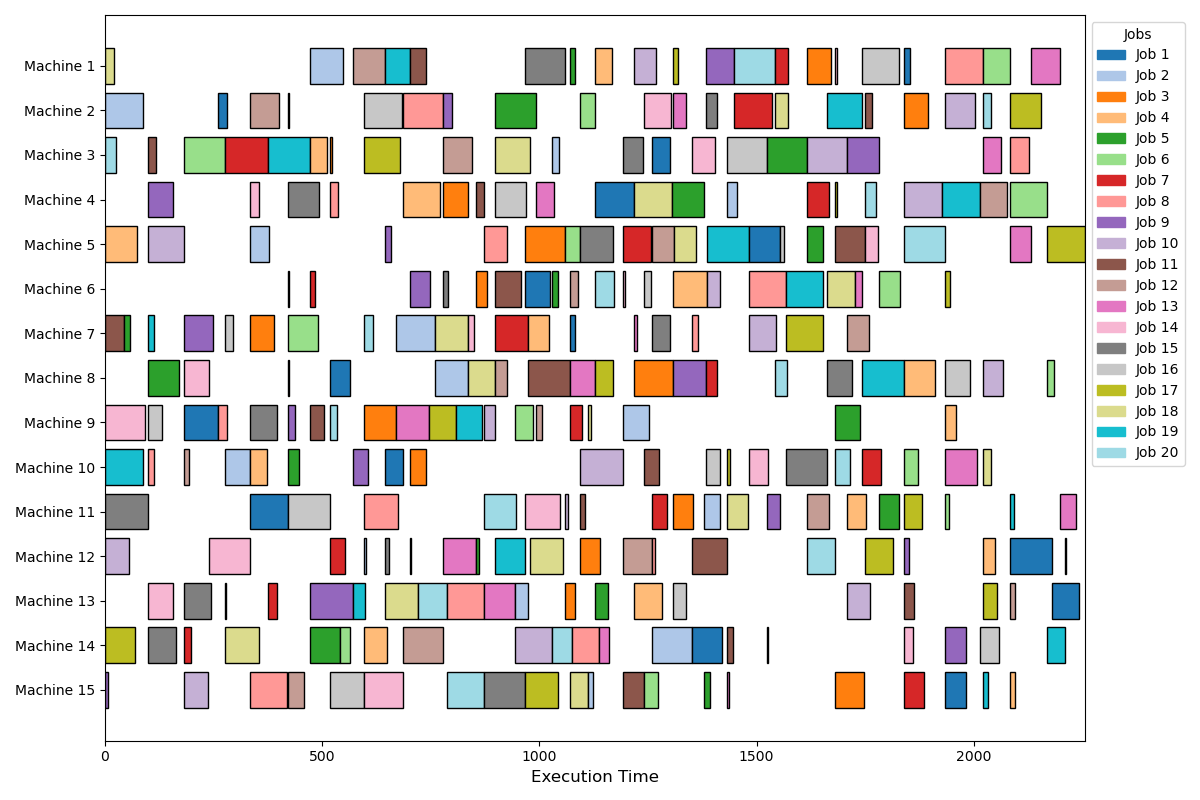 Machine 1
Machine 2
Machine 3
Machine 4
Machine 5
Machine 6
Machine 7
Machine 8
Machine 9
Machine 10
Machine 11
Machine 12
Machine 13
Machine 14
Machine 15
0
500
1000
1500
2000
Execution Time
Jobs
Job 1
Job 2
Job 3
Job 4
Job 5
Job 6
Job 7
Job 8
Job 9
Job 10
Job 11
Job 12
Job 13
Job 14
Job 15
Job 16
Job 17
Job 18
Job 19
Job 20